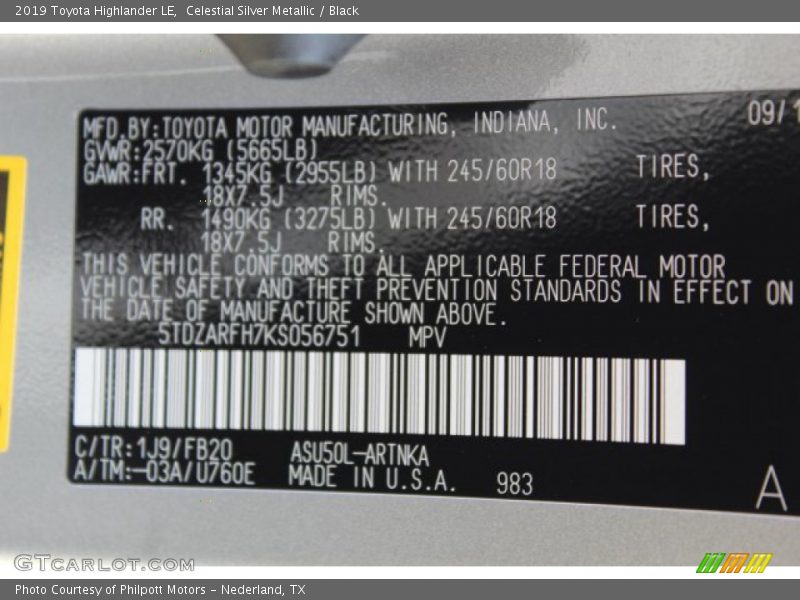 2019 Toyota Highlander LE, Celestial Silver Metallic / Black
MFD.BY:TOYOTA MOTOR MANUFACTURING, INDIANA, INC. 09/1
GVWR:2570KG (5665LB)
GAWR:FRT. 1345KG (2955LB) WITH 245/60R18 TIRES,
18X7.5J RIMS.
RR. 1490KG (3275LB) WITH 245/60R18 TIRES,
18X7.5J RIMS.
THIS VEHICLE CONFORMS TO ALL APPLICABLE FEDERAL MOTOR
VEHICLE SAFETY AND THEFT PREVENTION STANDARDS IN EFFECT ON
THE DATE OF MANUFACTURE SHOWN ABOVE.
5TDZARFH7KS056751 MPV
C/TR:1J9/FB20 ASU50L-ARTNKA
A/TM:-03A/U760E MADE IN U.S.A. 983
A
GTCARLOT.COM
Photo Courtesy of Philpott Motors - Nederland, TX